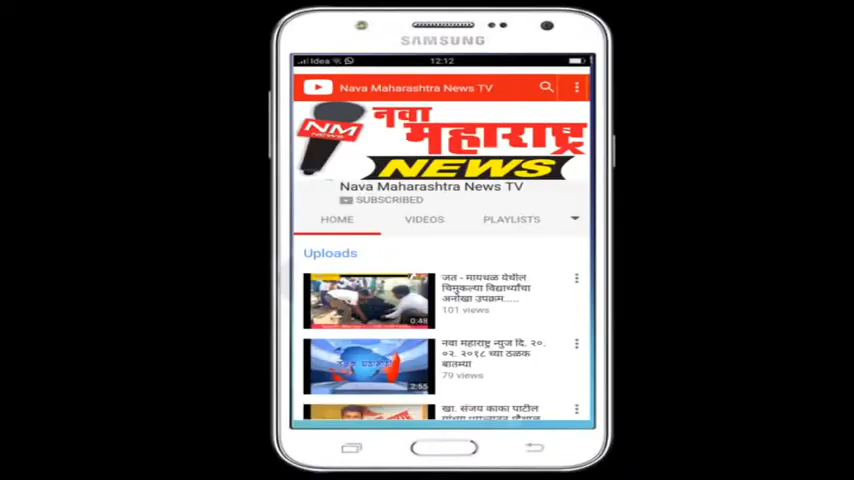 SAMSUNG
Idea
12:12
Nava Maharashtra News TV
NM
NEWS
नवा
महाराष्ट्र
NEWS
Nava Maharashtra News TV
SUBSCRIBED
HOME VIDEOS PLAYLISTS
Uploads
जत - मायथळ येथील
चिमुकल्या विद्यार्थ्यांचा
अनोखा उपक्रम.....
101 views
0:48
नवा महाराष्ट्र न्युज दि. २०.
०२. २०१८ च्या ठळक
बातम्या
79 views
2:55
खा. संजय काका पाटील